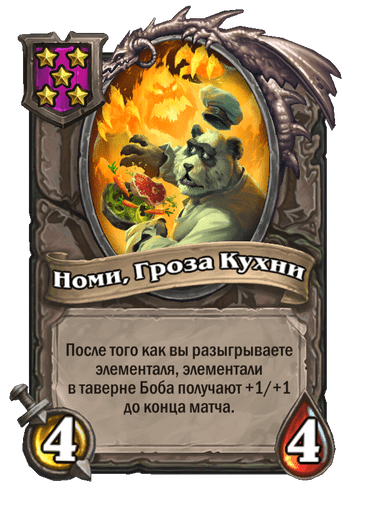 Номи, Гроза Кухни
После того как вы разыгрываете
элементаля, элементали
в таверне Боба получают +1/+1
до конца матча.
4
4